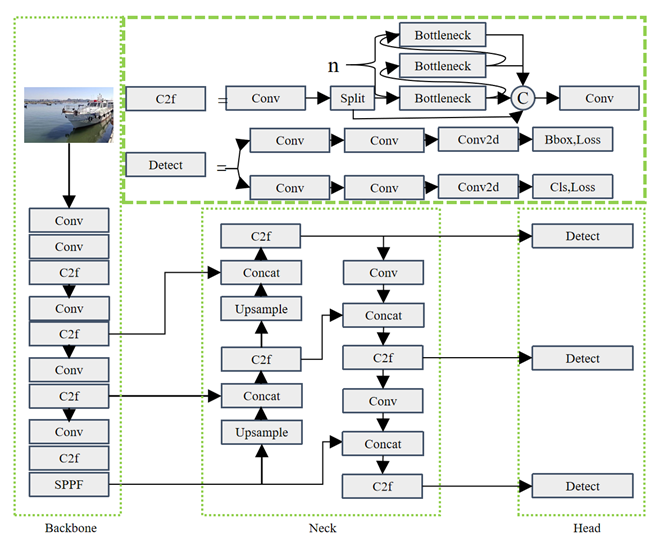 Bottleneck
n
Bottleneck
C2f
=
Conv
Split
Bottleneck
C
Conv
Detect
=
Conv
Conv
Conv2d
Bbox,Loss
Conv
Conv
Conv2d
Cls,Loss
Conv
Conv
C2f
Conv
C2f
Conv
C2f
Conv
C2f
SPPF
Backbone
C2f
Concat
Upsample
C2f
Concat
Upsample
Conv
Concat
C2f
Conv
Concat
C2f
Neck
Detect
Detect
Detect
Head